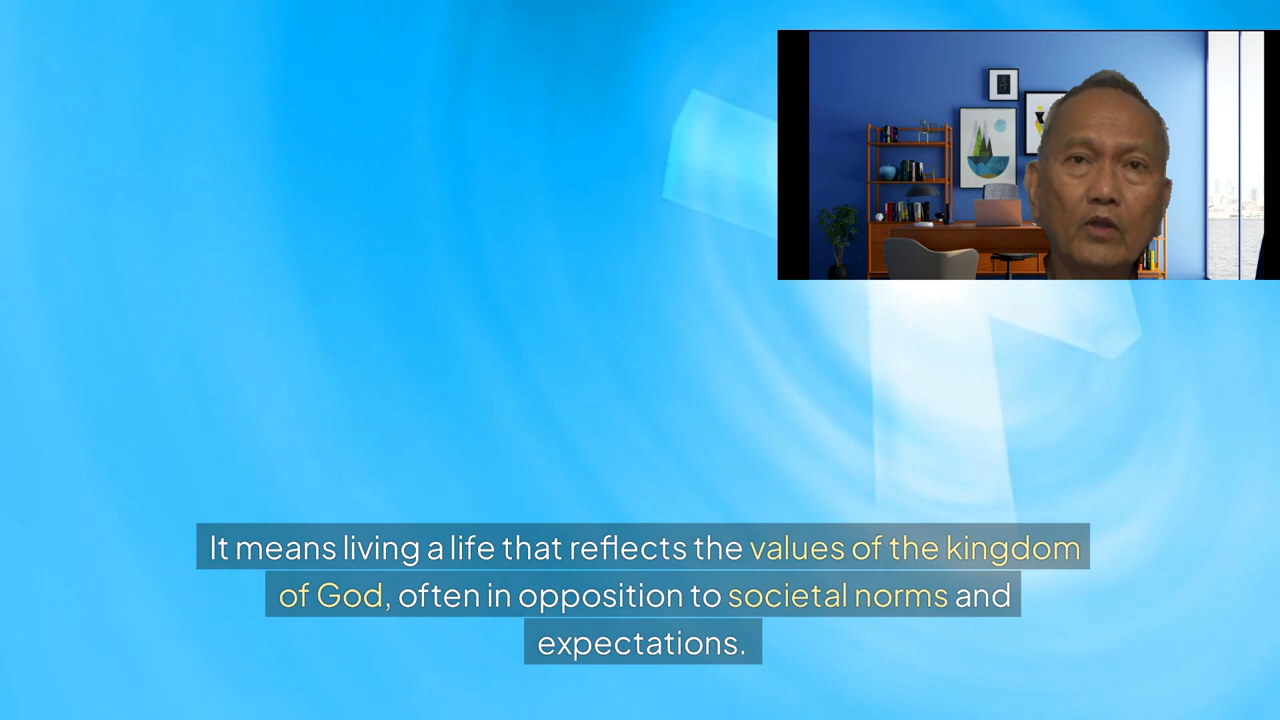 It means living a life that reflects the values of the kingdom
of God, often in opposition to societal norms and
expectations.